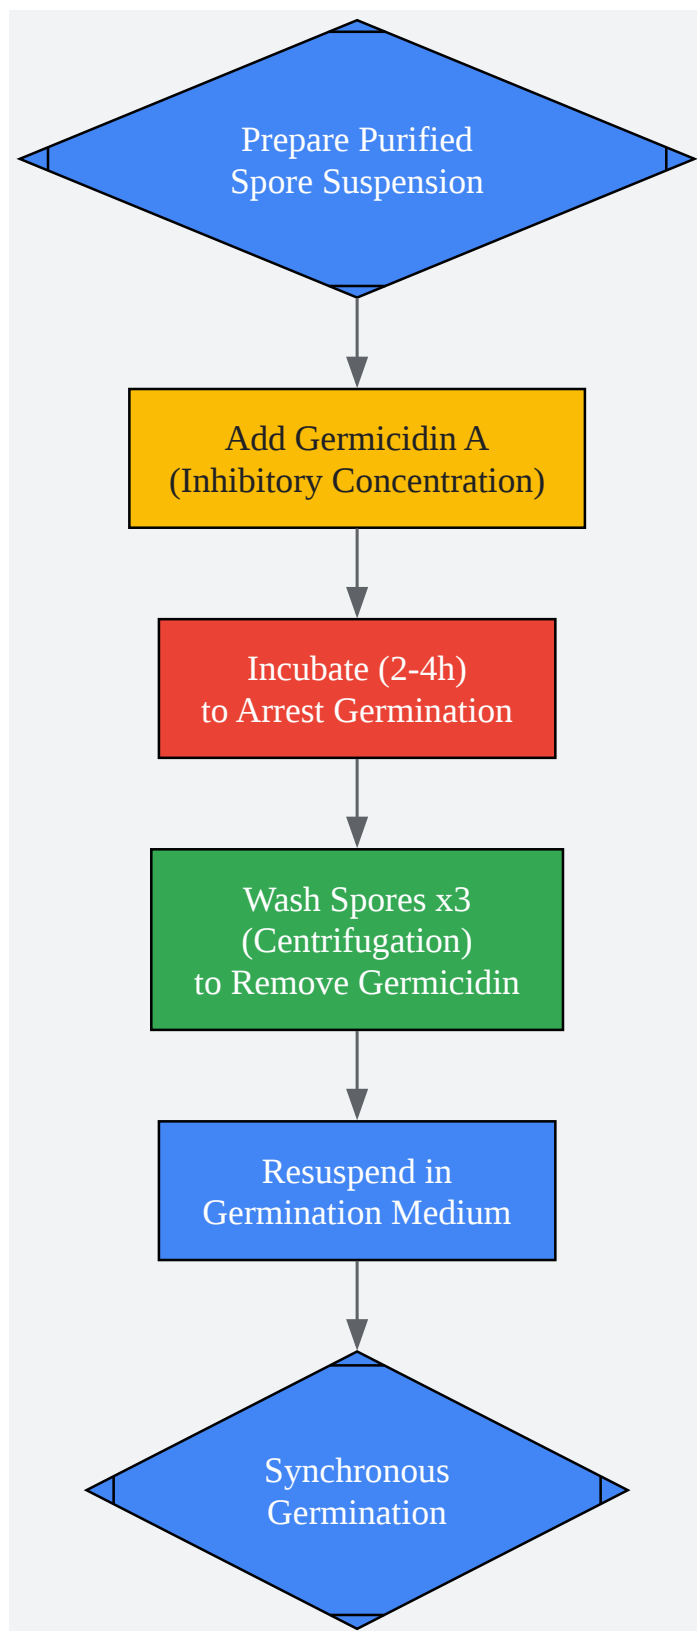 Prepare Purified
Spore Suspension
Add Germicidin A
(Inhibitory Concentration)
Incubate (2-4h)
to Arrest Germination
Wash Spores x3
(Centrifugation)
to Remove Germicidin
Resuspend in
Germination Medium
Synchronous
Germination